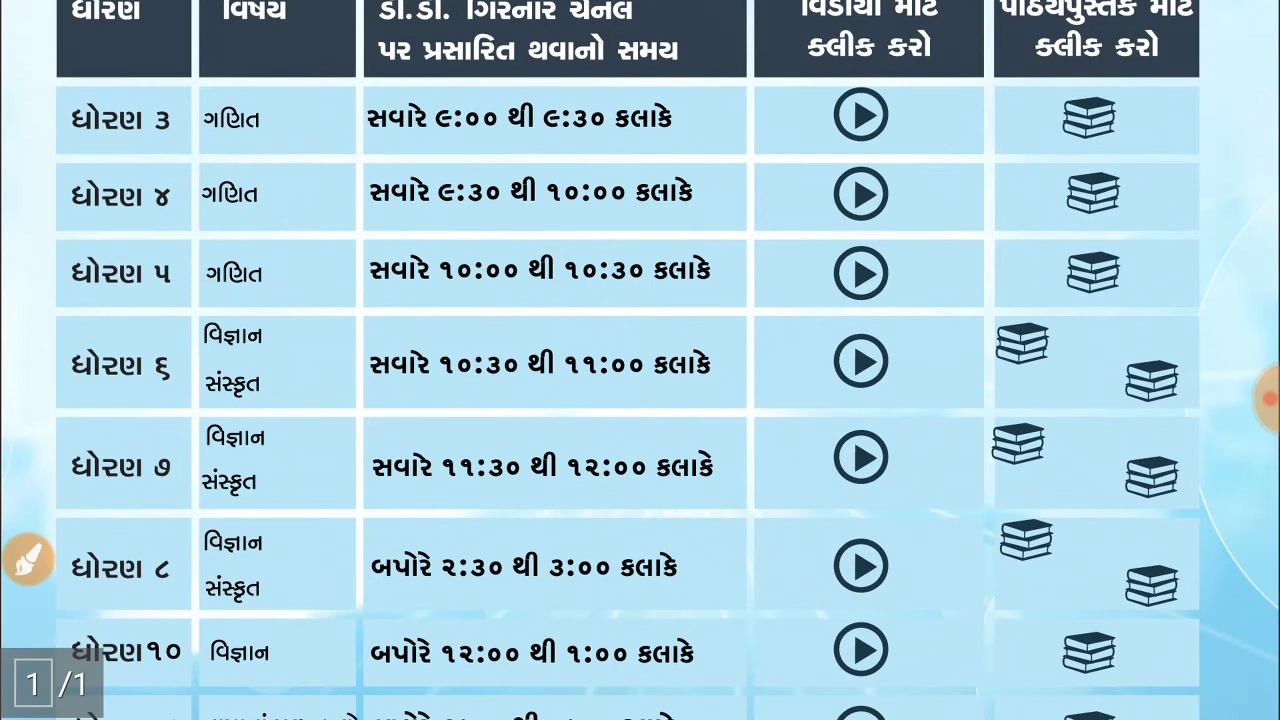 ધોરણ વિષય ડી.ડી. ગિરનાર ચેનલ વિડીયો માટે પાઠયપુસ્તક માટે
પર પ્રસારિત થવાનો સમય ક્લીક કરો ક્લીક કરો
ધોરણ ૩ ગણિત સવારે ૯:૦૦ થી ૯:૩૦ કલાકે
ધોરણ ૪ ગણિત સવારે ૯:૩૦ થી ૧૦:૦૦ કલાકે
ધોરણ ૫ ગણિત સવારે ૧૦:૦૦ થી ૧૦:૩૦ કલાકે
વિજ્ઞાન
ધોરણ ૬ સવારે ૧૦:૩૦ થી ૧૧:૦૦ કલાકે
સંસ્કૃત
વિજ્ઞાન
ધોરણ ૭ સવારે ૧૧:૩૦ થી ૧૨:૦૦ કલાકે
સંસ્કૃત
વિજ્ઞાન
ધોરણ ૮ બપોરે ૨:૩૦ થી ૩:૦૦ કલાકે
સંસ્કૃત
ધોરણ૧૦ વિજ્ઞાન બપોરે ૧૨:૦૦ થી ૧:૦૦ કલાકે
1 /1